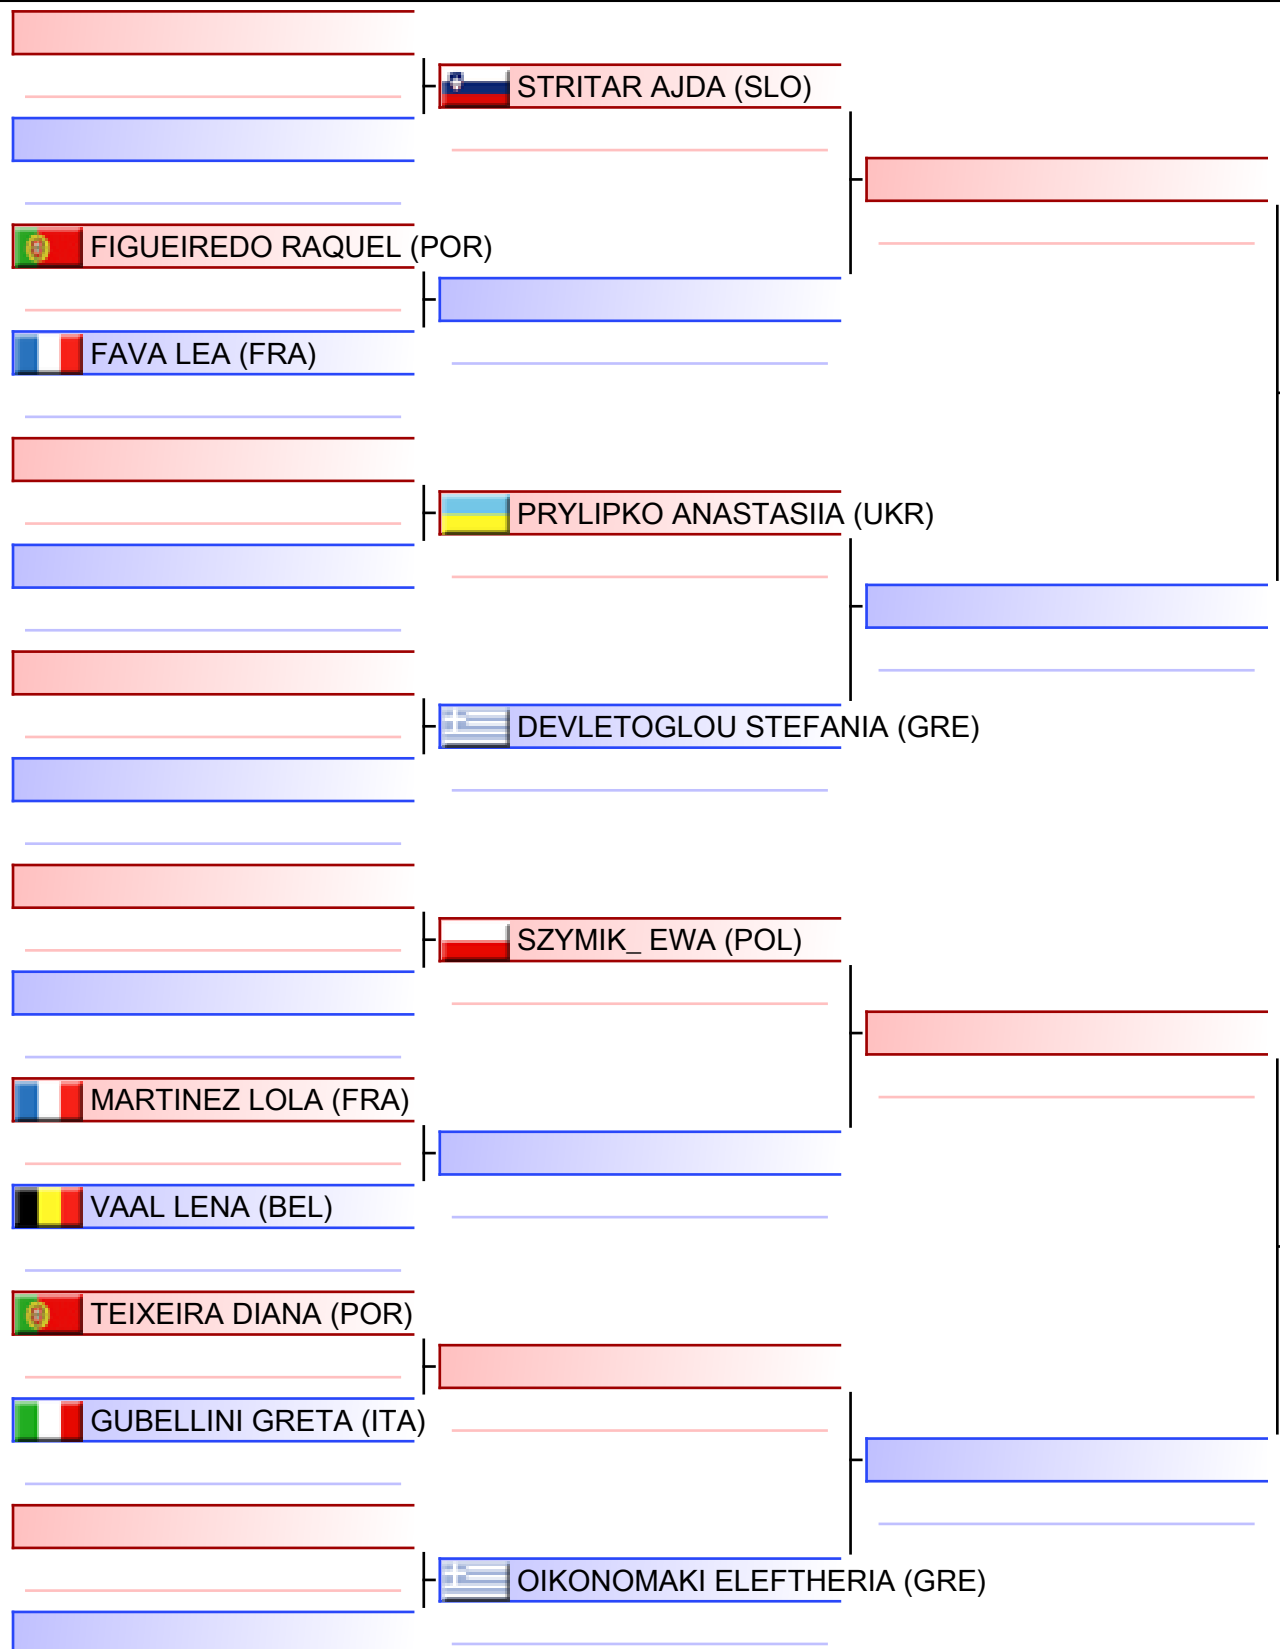 STRITAR AJDA (SLO)
FIGUEIREDO RAQUEL (POR)
FAVA LEA (FRA)
PRYLIPKO ANASTASIIA (UKR)
DEVLETOGLOU STEFANIA (GRE)
SZYMIK_ EWA (POL)
MARTINEZ LOLA (FRA)
VAAL LENA (BEL)
TEIXEIRA DIANA (POR)
GUBELLINI GRETA (ITA)
OIKONOMAKI ELEFTHERIA (GRE)